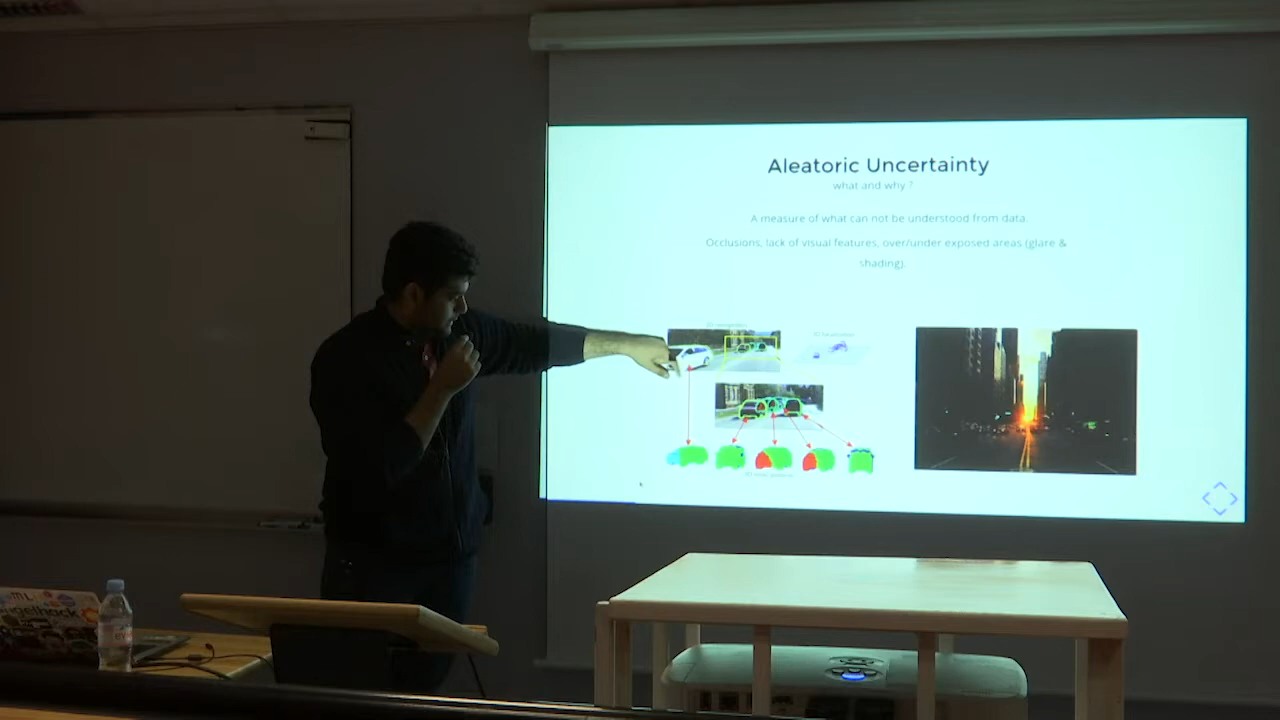 Aleatoric Uncertainty
what and why ?
A measure of what can not be understood from data.
Occlusions, lack of visual features, over/under exposed areas (glare &
shading).